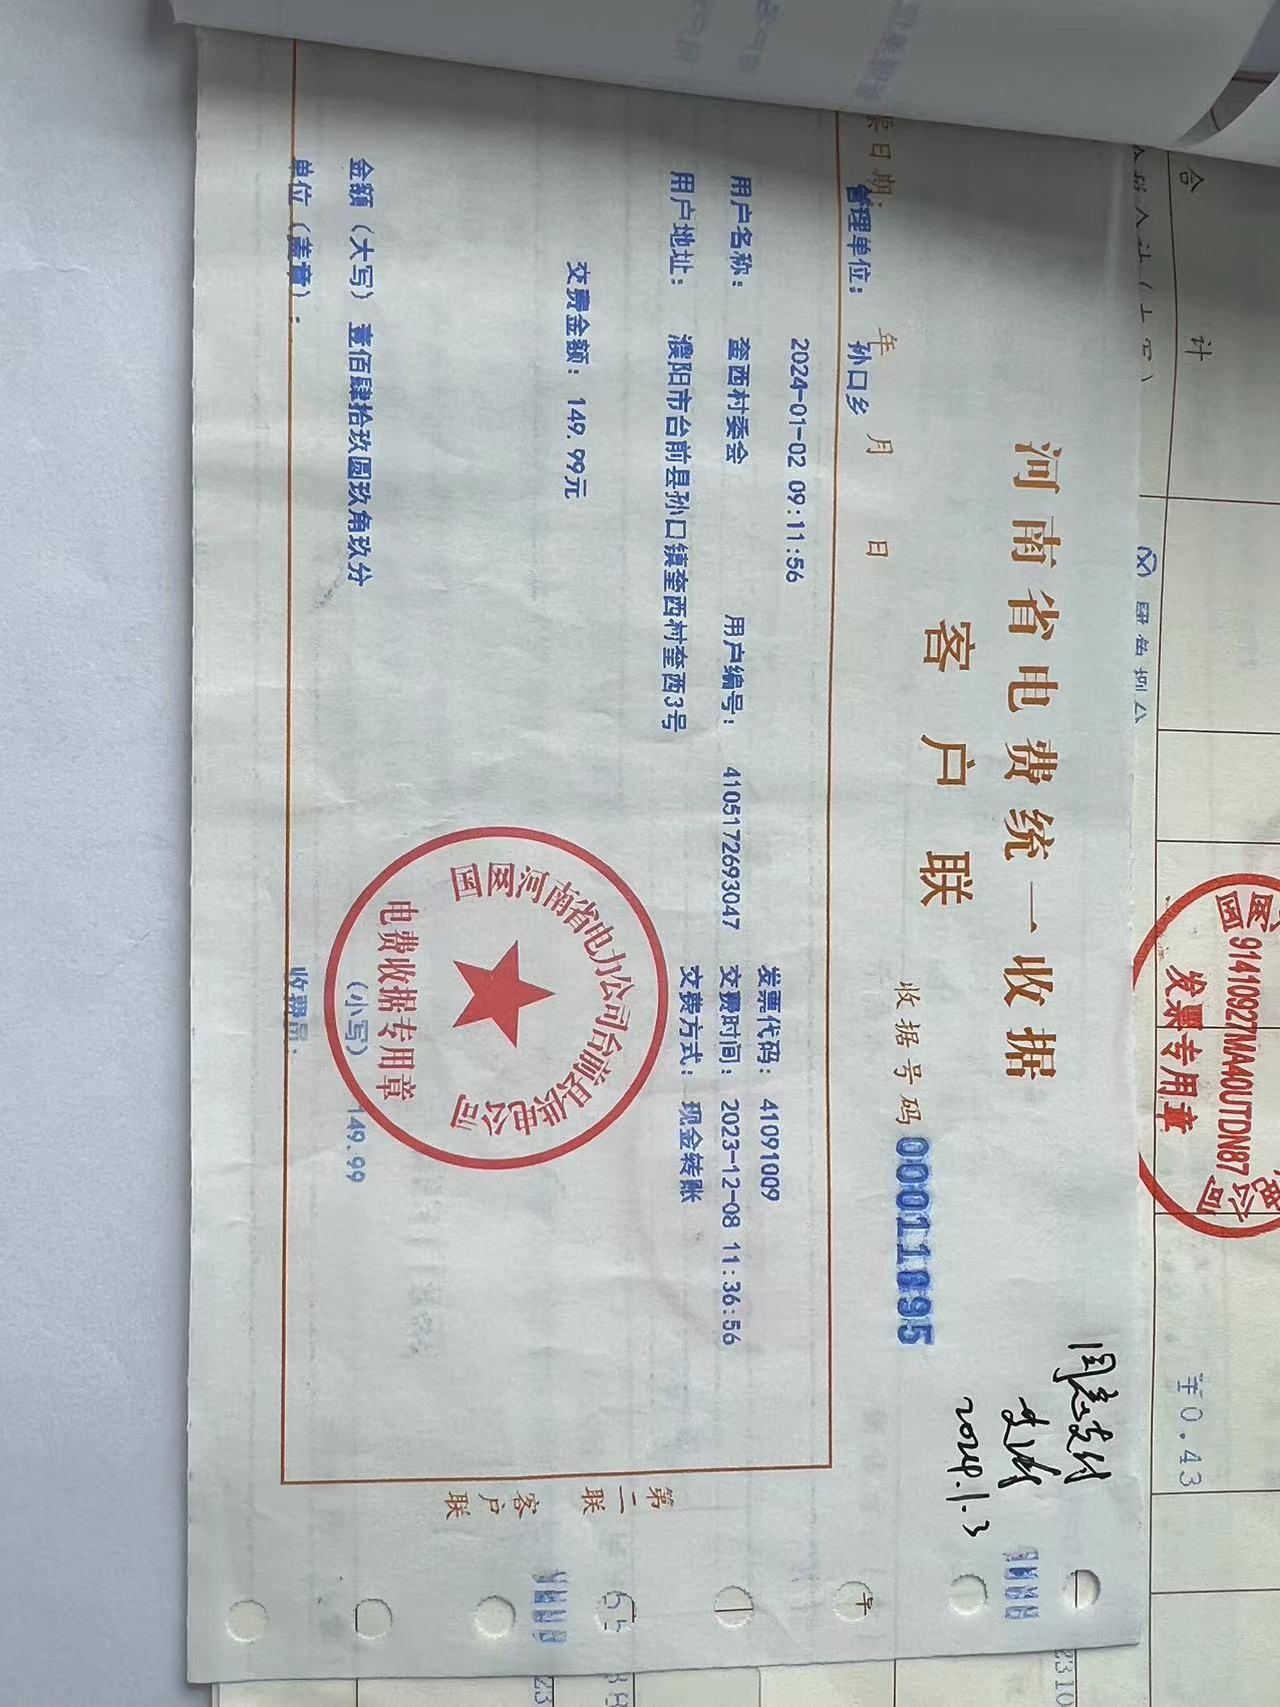 河南省电费统一收据
客户联
收据号码 00011895
同意支付
2024.1.3
票日期： 年 月 日
管理单位： 孙口乡
2024-01-02 09:11:56
发票代码： 41091009
用户名称： 奎西村委会 用户编号： 4105172693047 交费时间： 2023-12-08 11:36:56
用户地址： 濮阳市台前县孙口镇奎西村奎西3号 交费方式： 现金转账
交费金额： 149.99元
金额（大写） 壹佰肆拾玖圆玖角玖分 （小写） 149.99
单位（盖章）： 收费员：
国网河南省电力公司台前县供电公司
电费收据专用章
第二联 客户联
合计
¥0.43
91410927MA40UTDN87
发票专用章